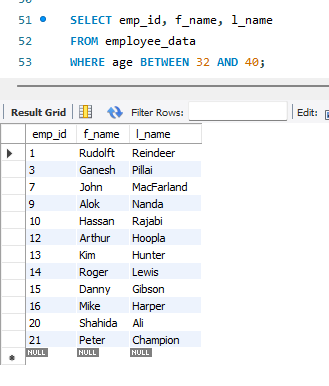 51 SELECT emp_id, f_name, l_name
52 FROM employee_data
53 WHERE age BETWEEN 32 AND 40;
Result Grid Filter Rows: Edit:
emp_id f_name l_name
1 Rudolft Reindeer
3 Ganesh Pillai
7 John MacFarland
9 Alok Nanda
10 Hassan Rajabi
12 Arthur Hoopla
13 Kim Hunter
14 Roger Lewis
15 Danny Gibson
16 Mike Harper
20 Shahida Ali
21 Peter Champion
NULL NULL NULL